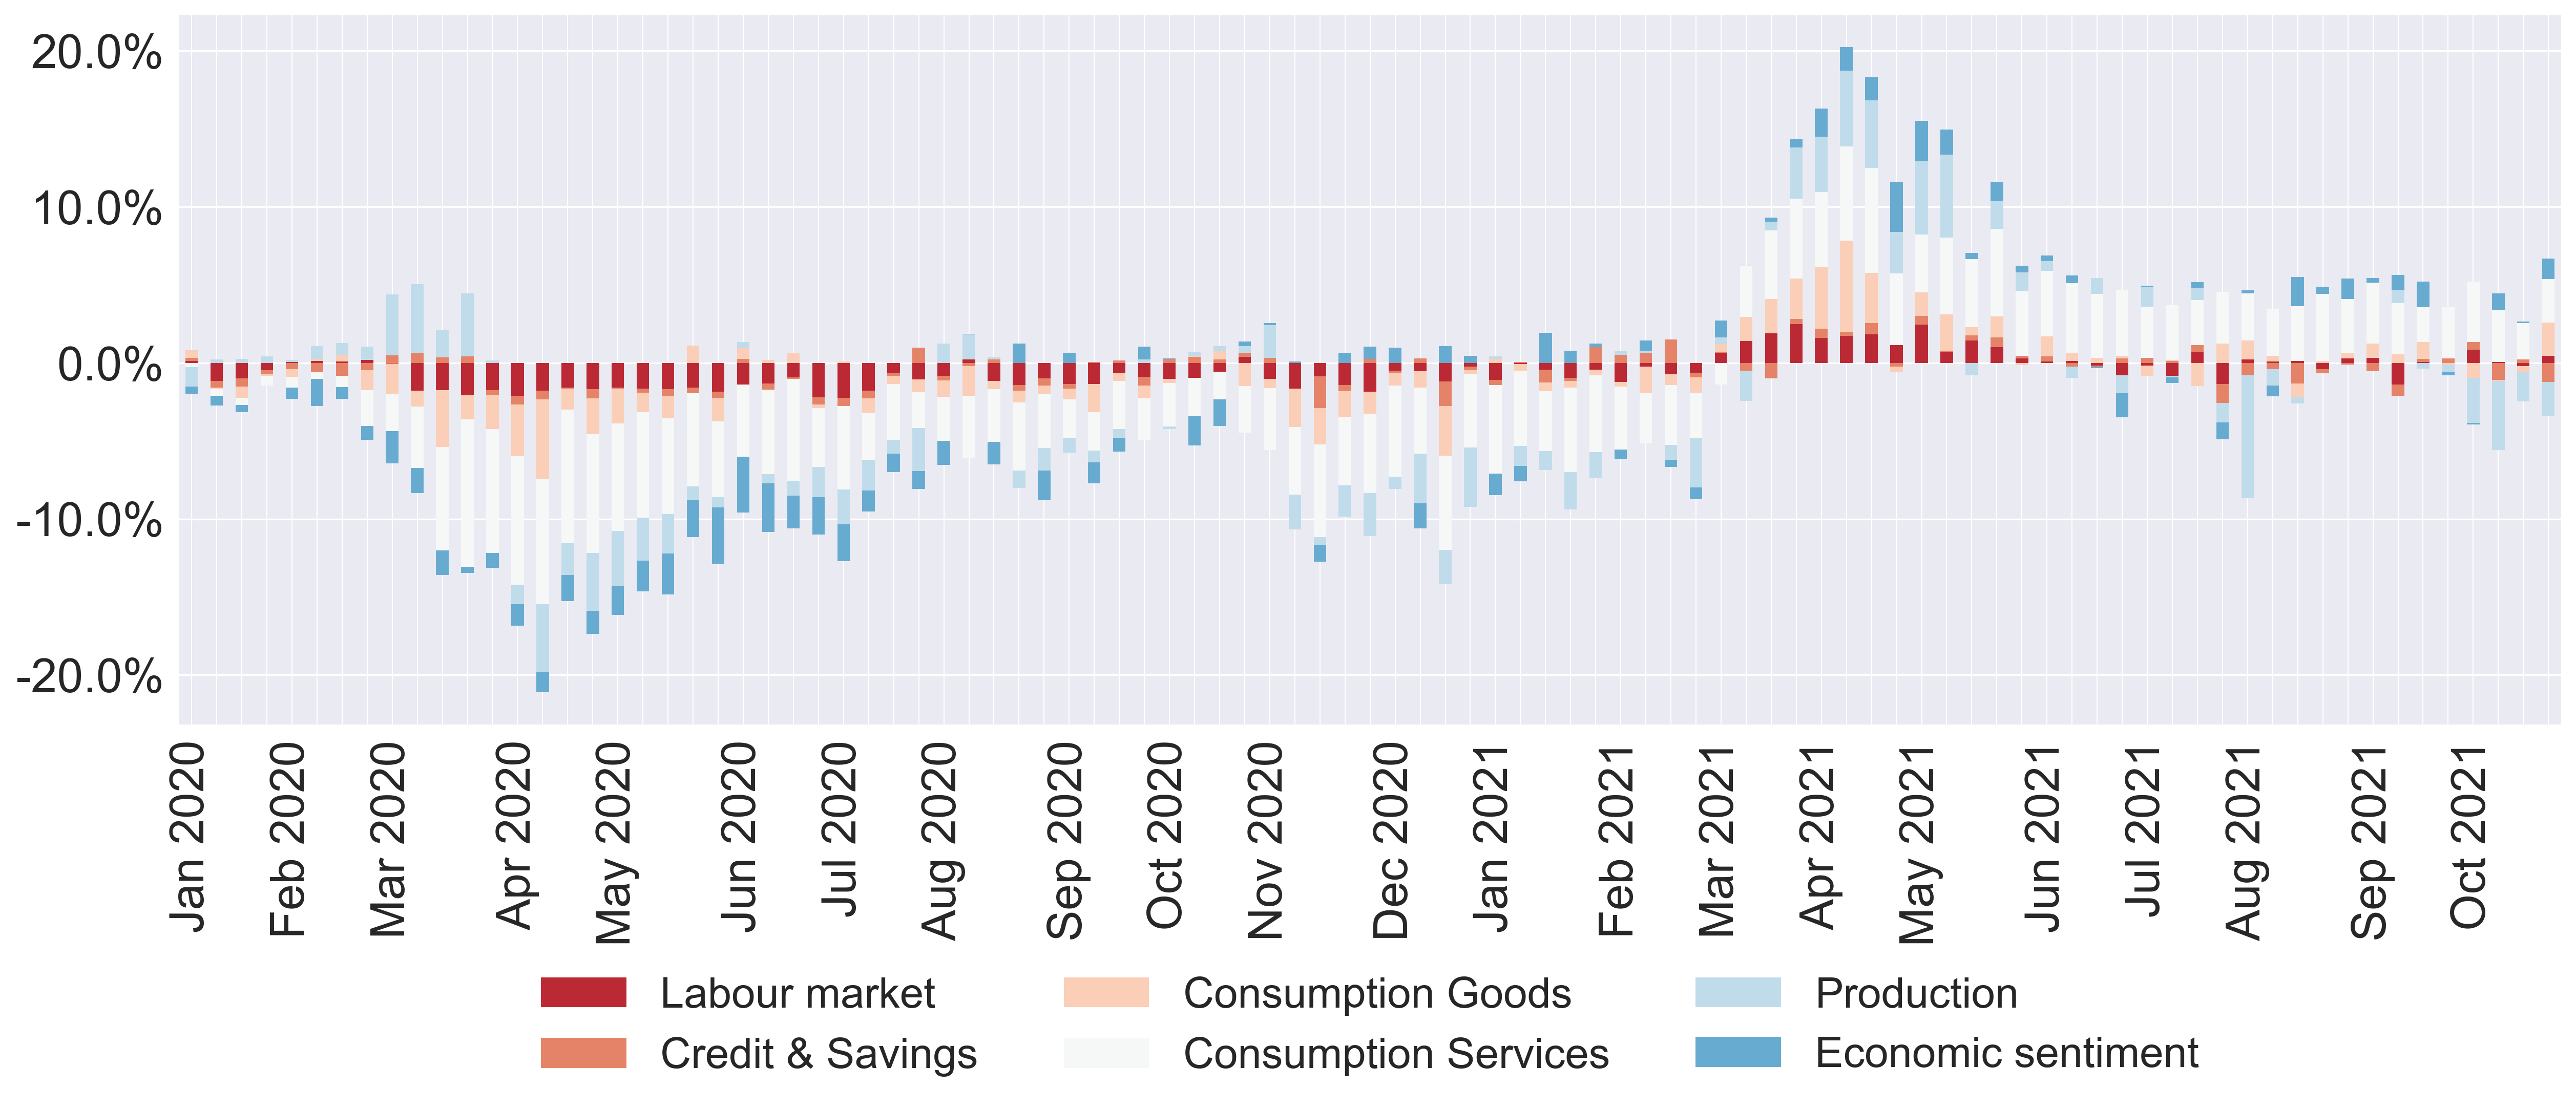 20.0%
10.0%
0.0%
-10.0%
-20.0%
Jan 2020
Feb 2020
Mar 2020
Apr 2020
May 2020
Jun 2020
Jul 2020
Aug 2020
Sep 2020
Oct 2020
Nov 2020
Dec 2020
Jan 2021
Feb 2021
Mar 2021
Apr 2021
May 2021
Jun 2021
Jul 2021
Aug 2021
Sep 2021
Oct 2021
Labour market
Consumption Goods
Production
Credit & Savings
Consumption Services
Economic sentiment